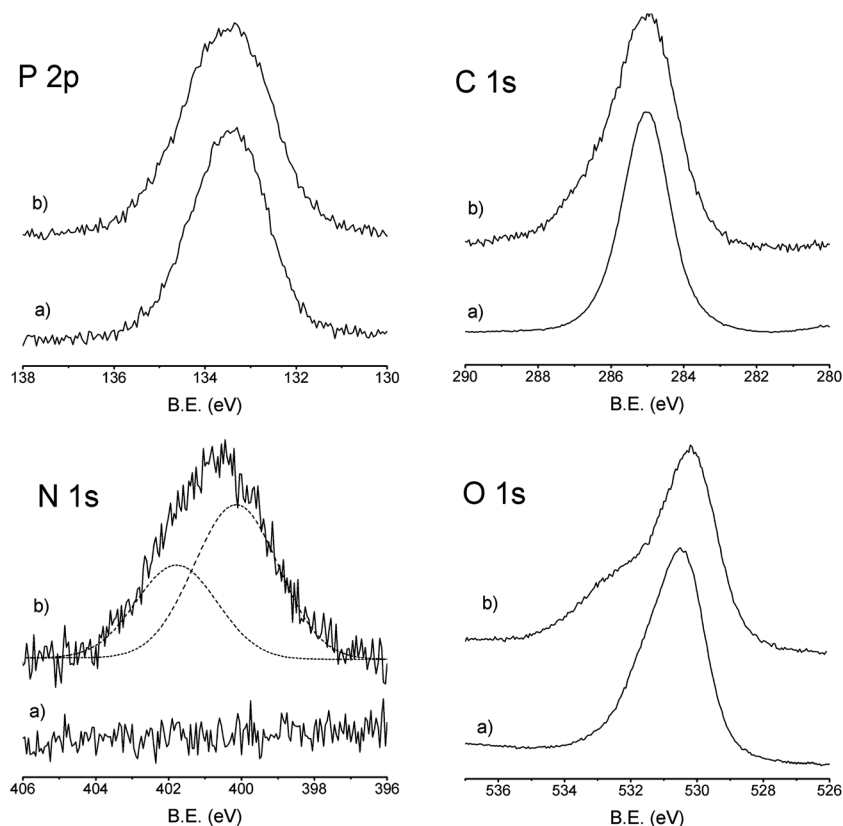 P 2p
b)
a)
138 136 134 132 130
B.E. (eV)
C 1s
b)
a)
290 288 286 284 282 280
B.E. (eV)
N 1s
b)
a)
406 404 402 400 398 396
B.E. (eV)
O 1s
b)
a)
536 534 532 530 528 526
B.E. (eV)